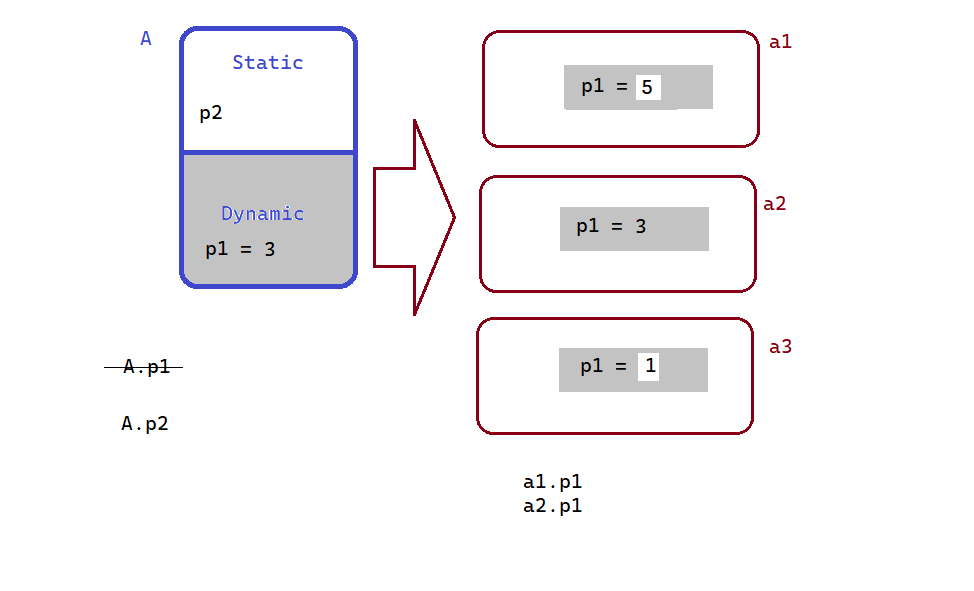 A
Static
p2
Dynamic
p1 = 3
A.p1
A.p2
a1
p1 = 5
a2
p1 = 3
a3
p1 = 1
a1.p1
a2.p1